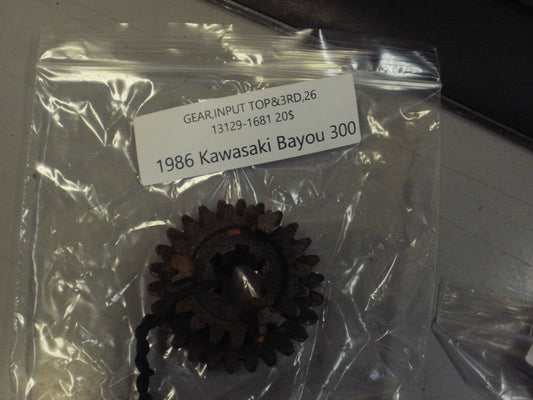 GEAR,INPUT TOP&3RD,26
13129-1681 20$
1986 Kawasaki Bayou 300